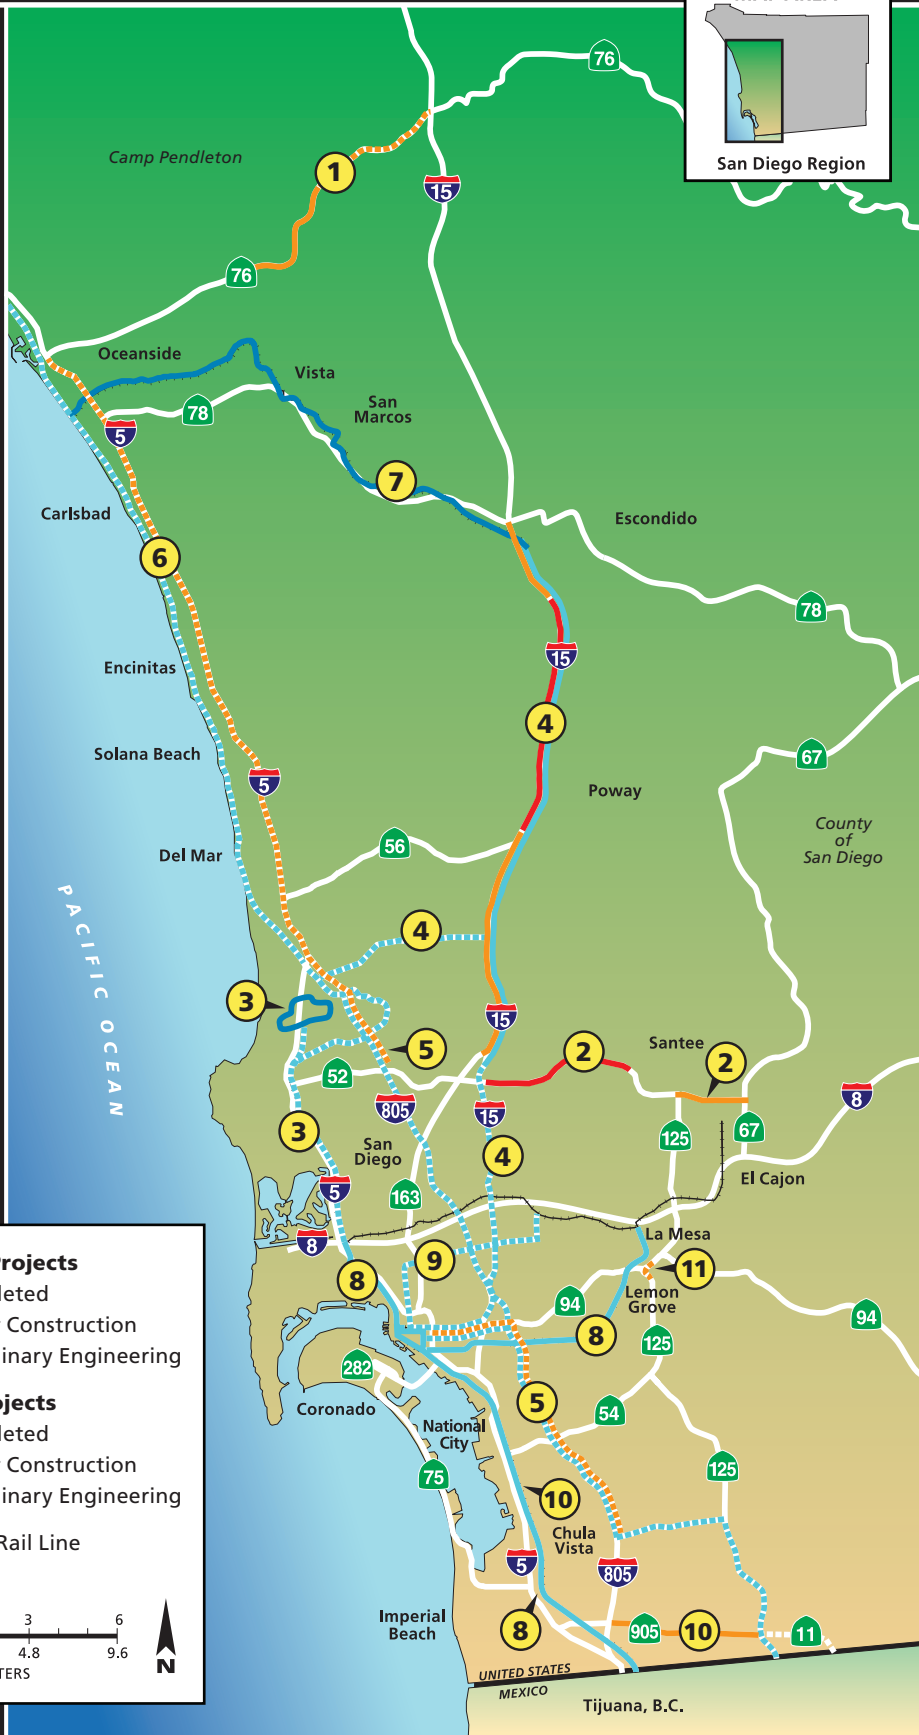 San Diego Region
76
Camp Pendleton
1
15
76
Oceanside
Vista
San
Marcos
78
5
7
Carlsbad
Escondido
6
78
Encinitas
15
4
Solana Beach
5
67
Poway
56
County
of
San Diego
Del Mar
PACIFIC OCEAN
4
3
15
5
2
Santee
2
52
805
15
8
3
San
Diego
4
125
67
El Cajon
5
163
8
La Mesa
9
11
8
94
Lemon
Grove
94
8
125
282
Coronado
5
54
National
City
75
125
10
Chula
Vista
5
805
Imperial
Beach
8
905
10
11
UNITED STATES
MEXICO
Tijuana, B.C.
Projects
Construction
Rail Line
3
6
4.8
9.6
N